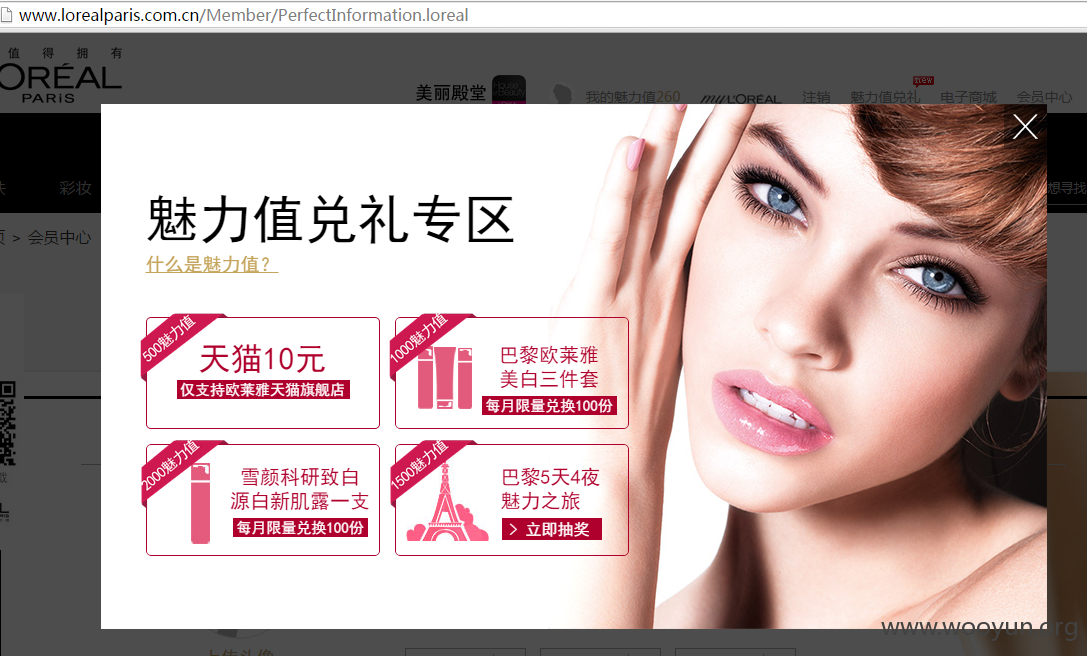 www.lorealparis.com.cn/Member/PerfectInformation.loreal
值 得 拥 有
ORÉAL
PARIS
美丽殿堂
我的魅力值260
my L'ORÉAL
注销
魅力值兑礼
new
电子商城
会员中心
彩妆
想寻找
> 会员中心
魅力值兑礼专区
什么是魅力值？
500魅力值
天猫10元
仅支持欧莱雅天猫旗舰店
1000魅力值
巴黎欧莱雅
美白三件套
每月限量兑换100份
2000魅力值
雪颜科研致白
源白新肌露一支
每月限量兑换100份
1500魅力值
巴黎5天4夜
魅力之旅
> 立即抽奖
上传头像
www.wooyun.org